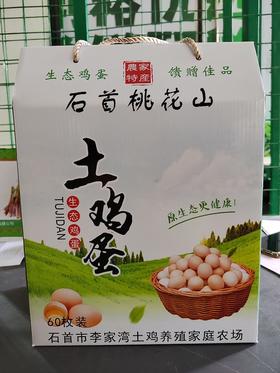 生态鸡蛋
馈赠佳品
農家
特産
石首桃花山
土鸡蛋
生态鸡蛋
TUJIDAN
原生态更健康!
60枚装
石首市李家湾土鸡养殖家庭农场